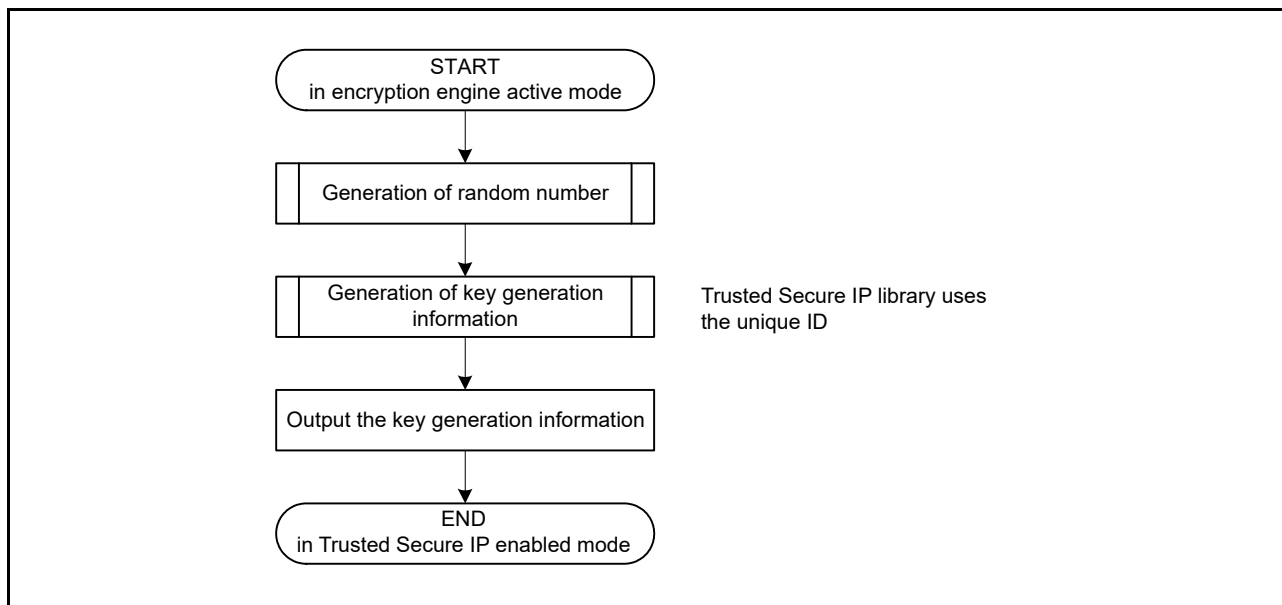 START
in encryption engine active mode
Generation of random number
Generation of key generation
information
Trusted Secure IP library uses
the unique ID
Output the key generation information
END
in Trusted Secure IP enabled mode